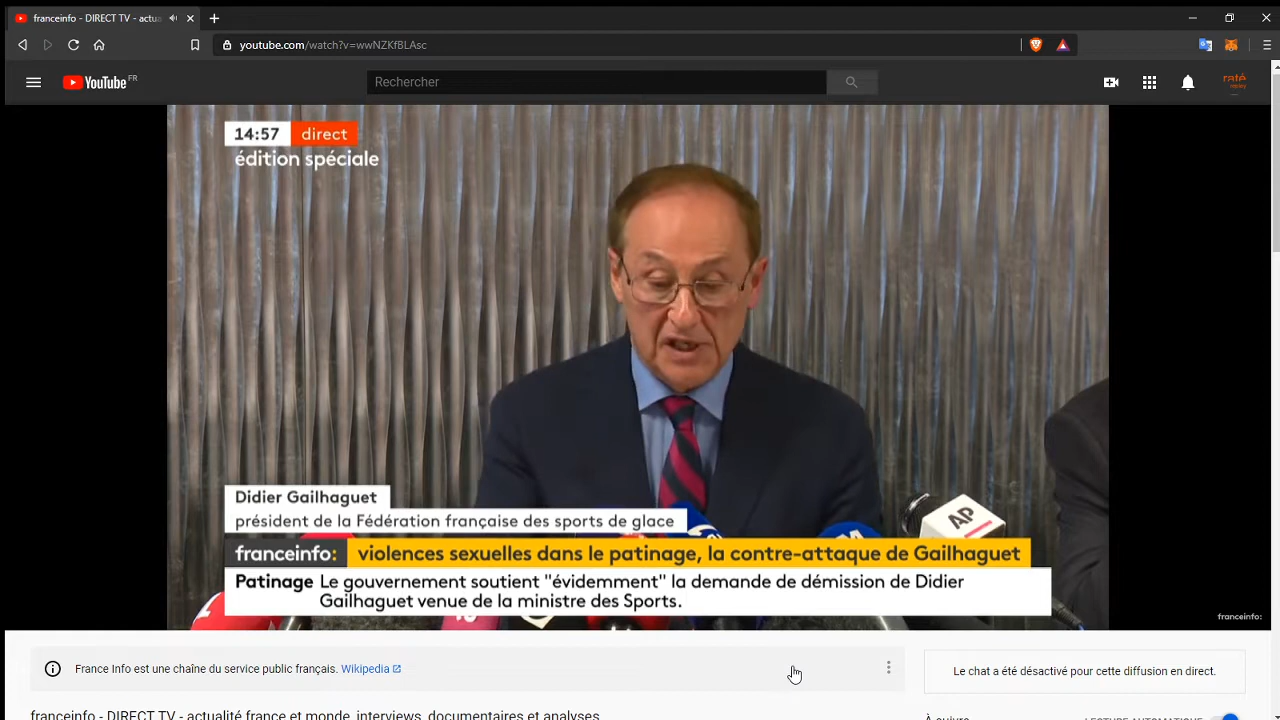 franceinfo - DIRECT TV - actua
youtube.com/watch?v=wwNZKfBLAsc
YouTube FR
Rechercher
raté
14:57 direct
édition spéciale
AP
Didier Gailhaguet
président de la Fédération française des sports de glace
franceinfo: violences sexuelles dans le patinage, la contre-attaque de Gailhaguet
Patinage Le gouvernement soutient "évidemment" la demande de démission de Didier
Gailhaguet venue de la ministre des Sports.
franceinfo:
France Info est une chaîne du service public français. Wikipedia
Le chat a été désactivé pour cette diffusion en direct.
franceinfo - DIRECT TV - actualité france et monde, interviews, documentaires et analyses
À suivre
LECTURE AUTOMATIQUE